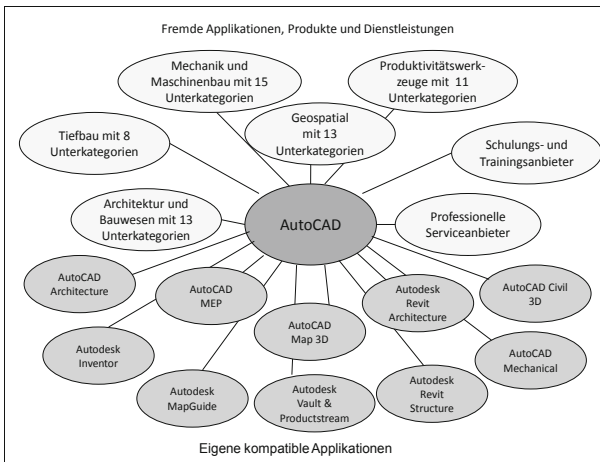 Fremde Applikationen, Produkte und Dienstleistungen
Mechanik und
Maschinenbau mit 15
Unterkategorien
Produktivitätswerk-
zeuge mit 11
Unterkategorien
Geospatial
mit 13
Unterkategorien
Tiefbau mit 8
Unterkategorien
Schulungs- und
Trainingsanbieter
Architektur und
Bauwesen mit 13
Unterkategorien
AutoCAD
Professionelle
Serviceanbieter
AutoCAD
Architecture
AutoCAD
MEP
AutoCAD
Map 3D
Autodesk
Revit
Architecture
AutoCAD Civil
3D
Autodesk
Inventor
Autodesk
MapGuide
Autodesk
Vault &
Productstream
Autodesk
Revit
Structure
AutoCAD
Mechanical
Eigene kompatible Applikationen